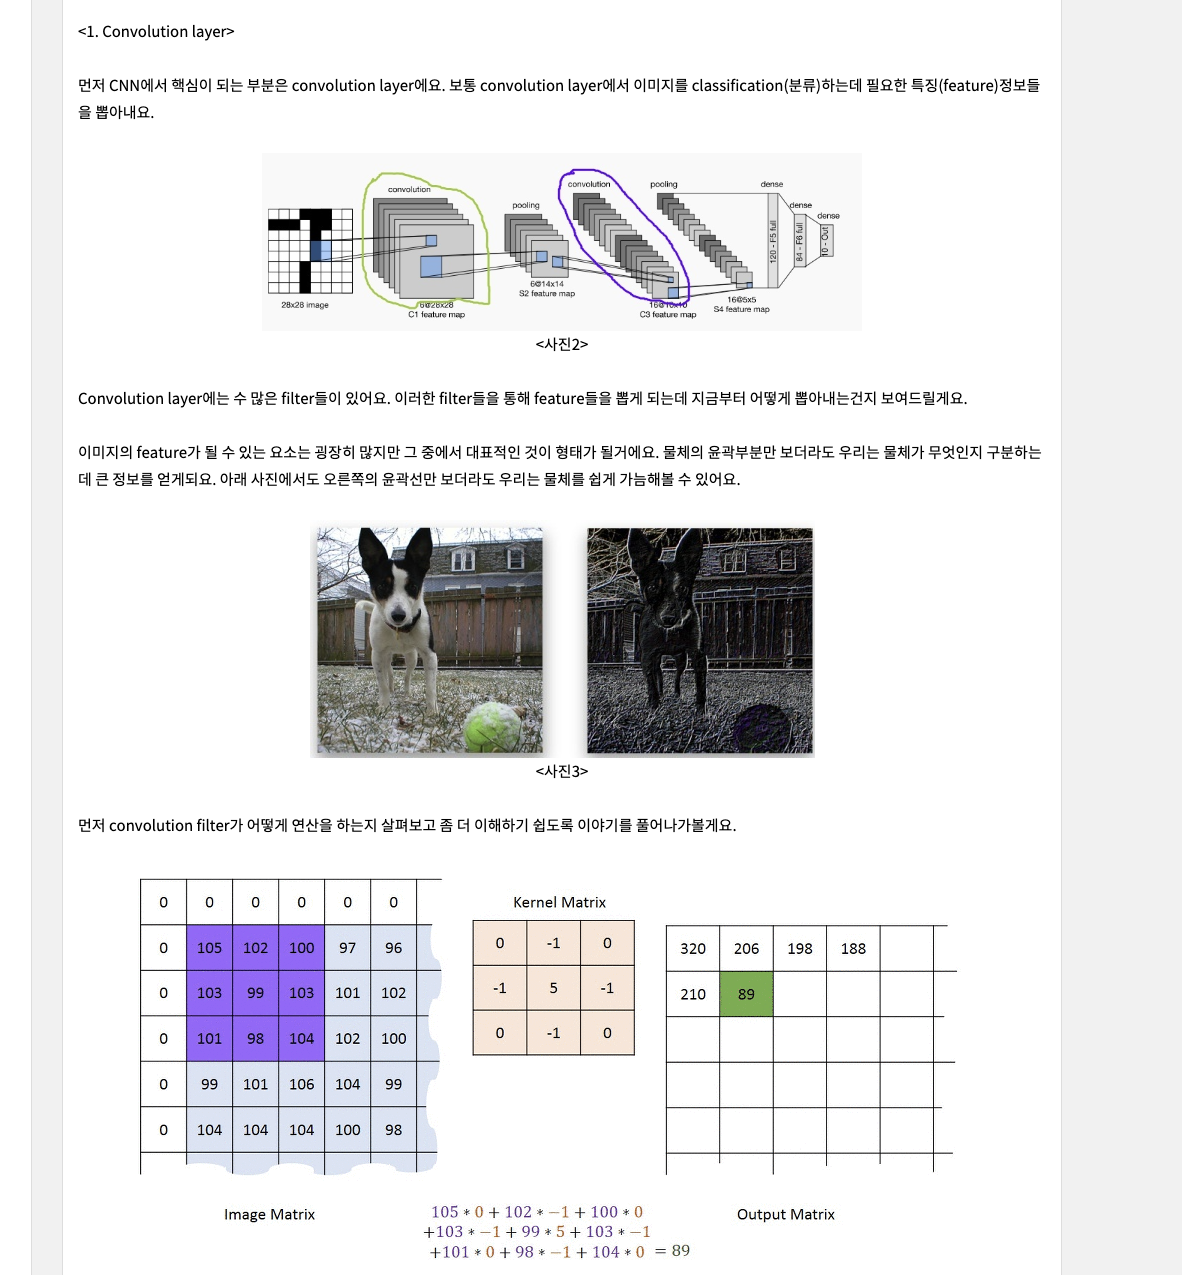 <1. Convolution layer>
먼저 CNN에서 핵심이 되는 부분은 convolution layer에요. 보통 convolution layer에서 이미지를 classification(분류)하는데 필요한 특징(feature)정보들
을 뽑아내요.
convolution
pooling
convolution
pooling
dense
dense
dense
120 - F5 full
84 - F6 full
10 - Out
28x28 image
6@28x28
C1 feature map
6@14x14
S2 feature map
16@10x10
C3 feature map
16@5x5
S4 feature map
<사진2>
Convolution layer에는 수 많은 filter들이 있어요. 이러한 filter들을 통해 feature들을 뽑게 되는데 지금부터 어떻게 뽑아내는건지 보여드릴게요.
이미지의 feature가 될 수 있는 요소는 굉장히 많지만 그 중에서 대표적인 것이 형태가 될거에요. 물체의 윤곽부분만 보더라도 우리는 물체가 무엇인지 구분하는
데 큰 정보를 얻게되요. 아래 사진에서도 오른쪽의 윤곽선만 보더라도 우리는 물체를 쉽게 가늠해볼 수 있어요.
<사진3>
먼저 convolution filter가 어떻게 연산을 하는지 살펴보고 좀 더 이해하기 쉽도록 이야기를 풀어나가볼게요.
0 0 0 0 0 0
0 105 102 100 97 96
0 103 99 103 101 102
0 101 98 104 102 100
0 99 101 106 104 99
0 104 104 104 100 98
Image Matrix
Kernel Matrix
0 -1 0
-1 5 -1
0 -1 0
320 206 198 188
210 89
Output Matrix
105 * 0 + 102 * −1 + 100 * 0
+103 * −1 + 99 * 5 + 103 * −1
+101 * 0 + 98 * −1 + 104 * 0 = 89